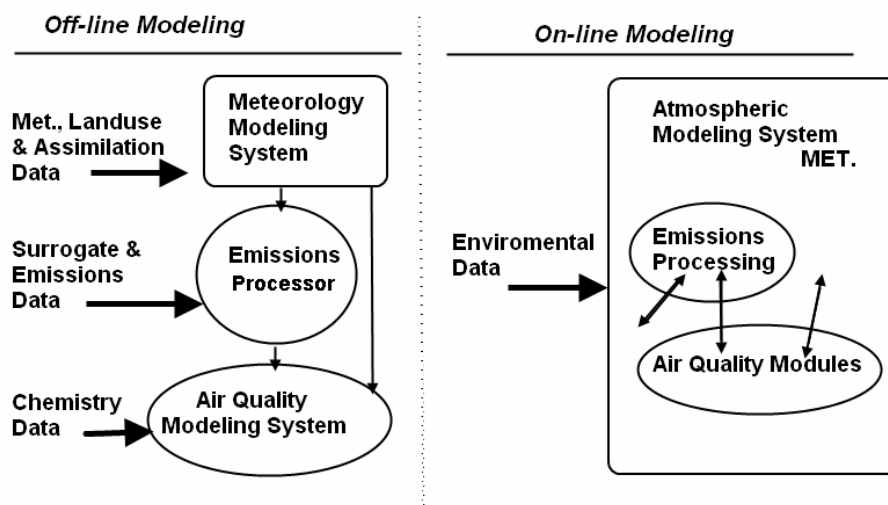 Off-line Modeling
Met., Landuse
& Assimilation
Data
Meteorology
Modeling
System
Surrogate &
Emissions
Data
Emissions
Processor
Chemistry
Data
Air Quality
Modeling System
On-line Modeling
Enviromental
Data
Atmospheric
Modeling System
MET.
Emissions
Processing
Air Quality Modules